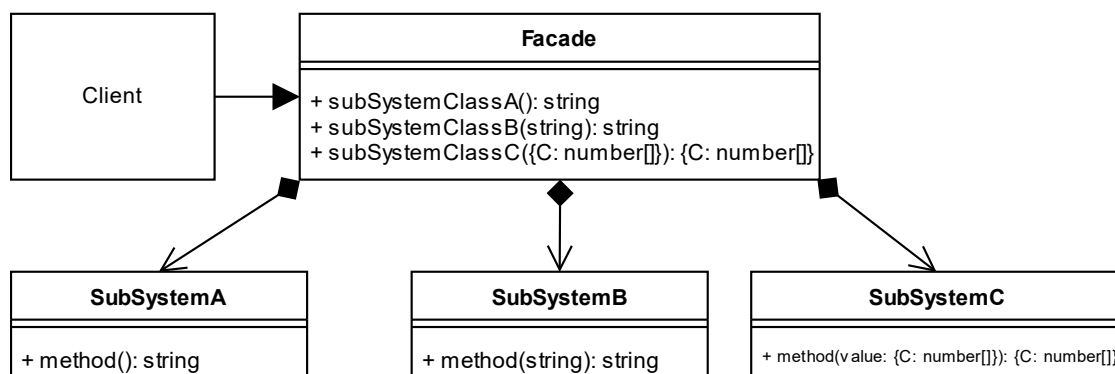 Client
Facade
+ subSystemClassA(): string
+ subSystemClassB(string): string
+ subSystemClassC({C: number[]}): {C: number[]}
SubSystemA
+ method(): string
SubSystemB
+ method(string): string
SubSystemC
+ method(value: {C: number[]}): {C: number[]}